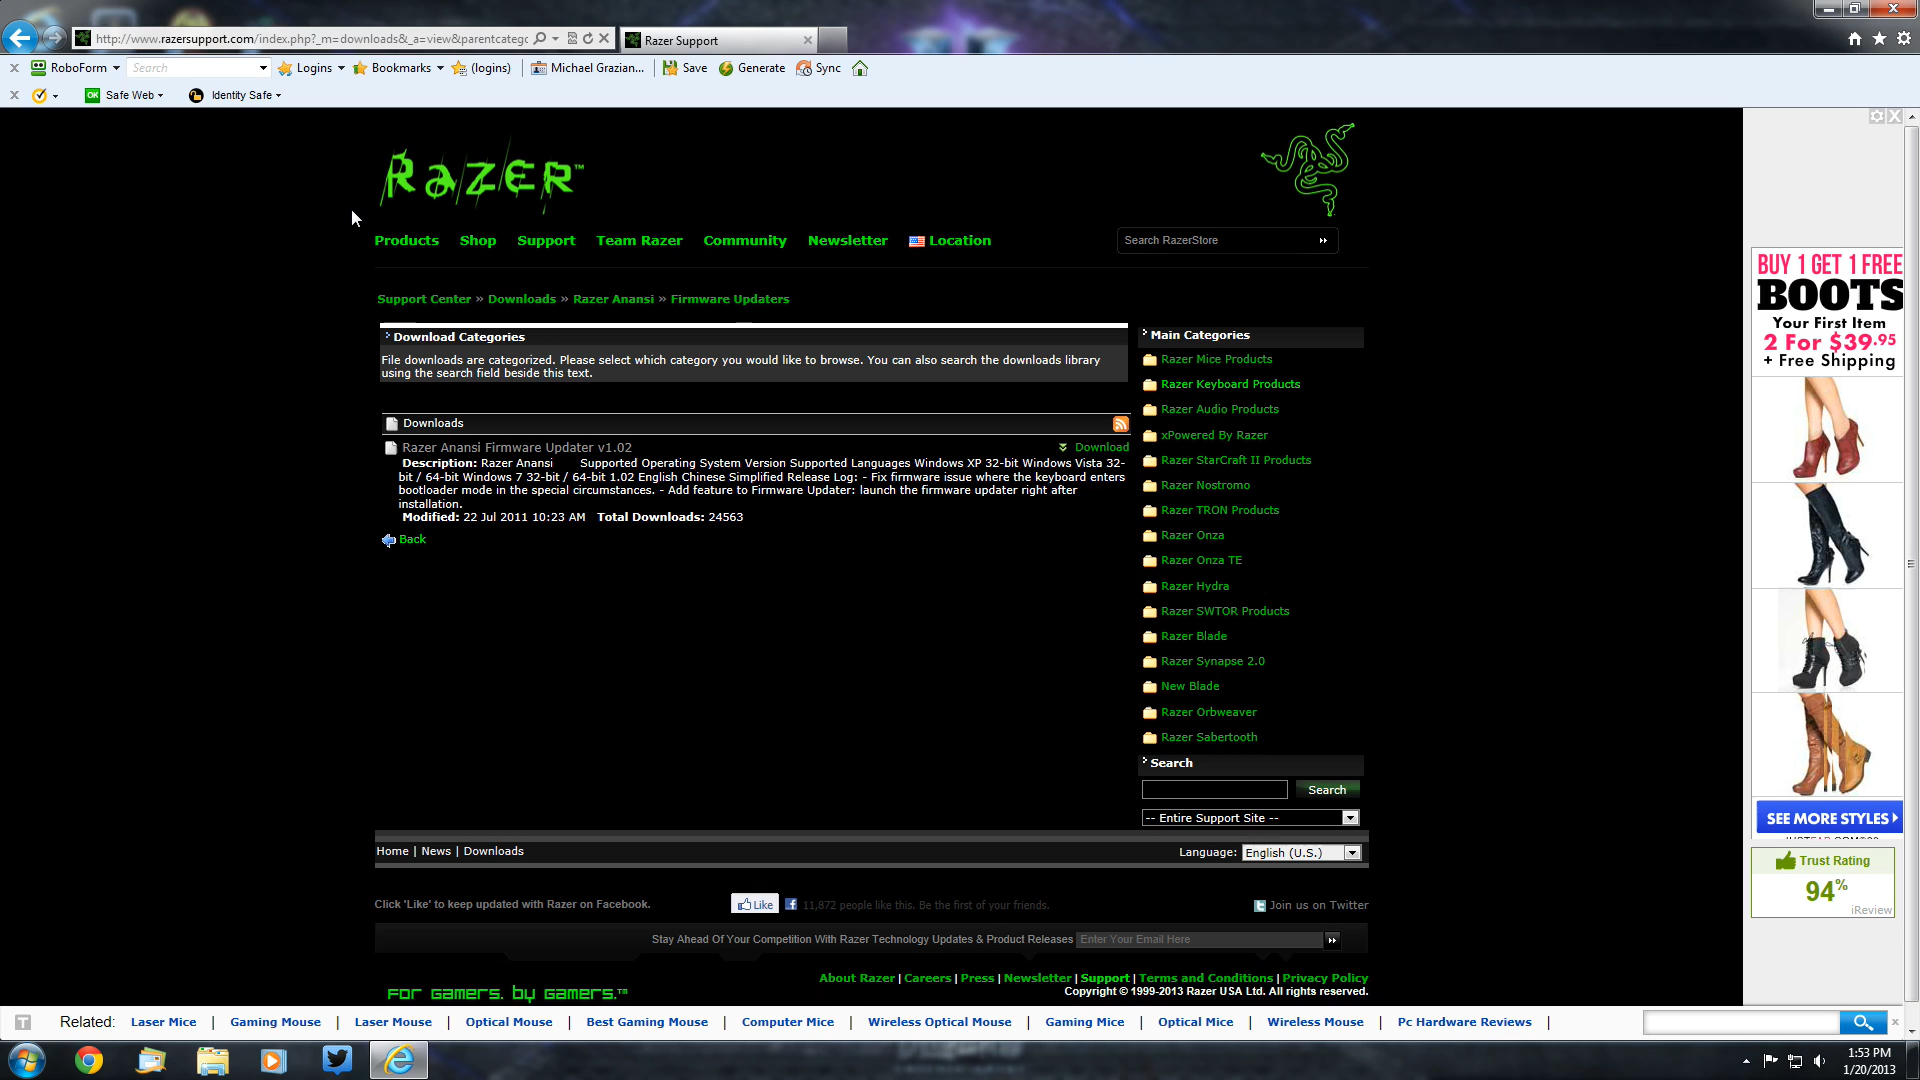 http://www.razersupport.com/index.php?_m=downloads&_a=view&parentcatego
Razer Support
RoboForm
Search
Logins
Bookmarks
(logins)
Michael Grazian...
Save
Generate
Sync
OK
Safe Web
Identity Safe
RAZER™
Products
Shop
Support
Team Razer
Community
Newsletter
Location
Search RazerStore
Support Center » Downloads » Razer Anansi » Firmware Updaters
Download Categories
File downloads are categorized. Please select which category you would like to browse. You can also search the downloads library
using the search field beside this text.
Downloads
Razer Anansi Firmware Updater v1.02
Download
Description: Razer Anansi Supported Operating System Version Supported Languages Windows XP 32-bit Windows Vista 32-
bit / 64-bit Windows 7 32-bit / 64-bit 1.02 English Chinese Simplified Release Log: - Fix firmware issue where the keyboard enters
bootloader mode in the special circumstances. - Add feature to Firmware Updater: launch the firmware updater right after
installation.
Modified: 22 Jul 2011 10:23 AM Total Downloads: 24563
Back
Main Categories
Razer Mice Products
Razer Keyboard Products
Razer Audio Products
xPowered By Razer
Razer StarCraft II Products
Razer Nostromo
Razer TRON Products
Razer Onza
Razer Onza TE
Razer Hydra
Razer SWTOR Products
Razer Blade
Razer Synapse 2.0
New Blade
Razer Orbweaver
Razer Sabertooth
Search
Search
-- Entire Support Site --
Home | News | Downloads
Language: English (U.S.)
Click 'Like' to keep updated with Razer on Facebook.
Like
11,872 people like this. Be the first of your friends.
Join us on Twitter
Stay Ahead Of Your Competition With Razer Technology Updates & Product Releases
Enter Your Email Here
About Razer | Careers | Press | Newsletter | Support | Terms and Conditions | Privacy Policy
Copyright © 1999-2013 Razer USA Ltd. All rights reserved.
For gamers. by gamers.™
BUY 1 GET 1 FREE
BOOTS
Your First Item
2 For $39.95
+ Free Shipping
SEE MORE STYLES
Trust Rating
94%
iReview
Related: Laser Mice | Gaming Mouse | Laser Mouse | Optical Mouse | Best Gaming Mouse | Computer Mice | Wireless Optical Mouse | Gaming Mice | Optical Mice | Wireless Mouse | Pc Hardware Reviews |
1:53 PM
1/20/2013